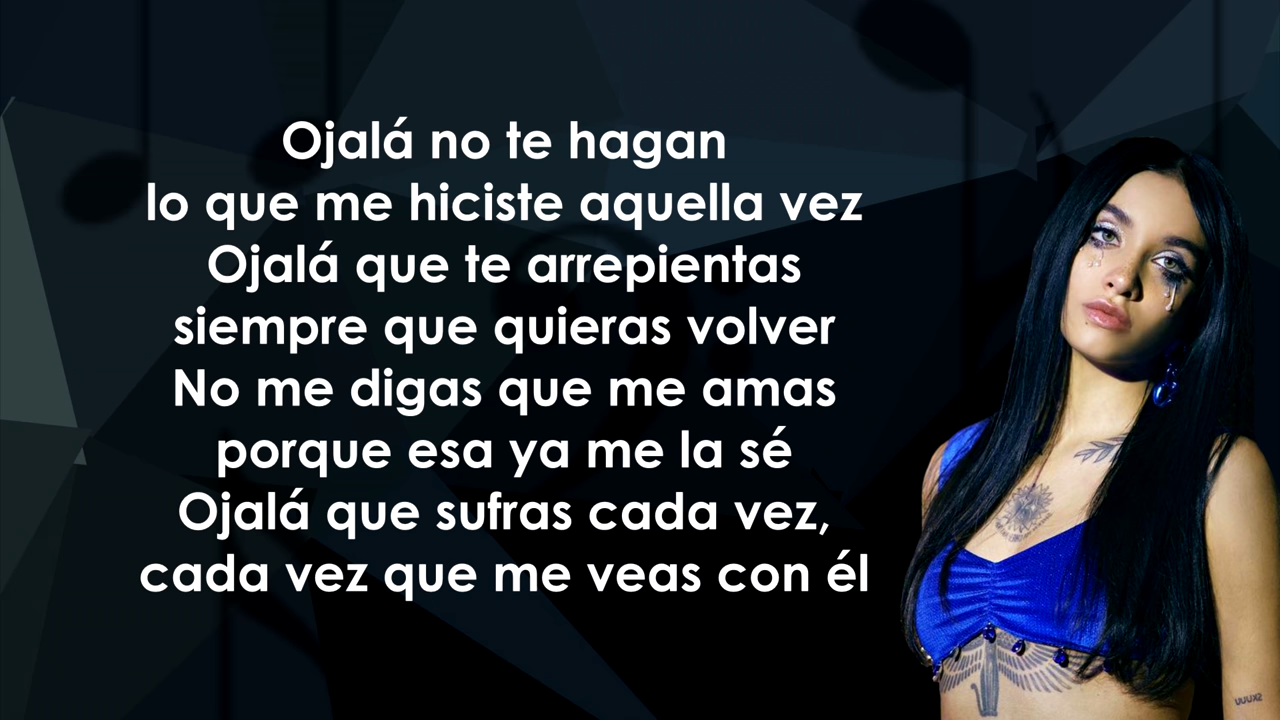 Ojalá no te hagan
lo que me hiciste aquella vez
Ojalá que te arrepientas
siempre que quieras volver
No me digas que me amas
porque esa ya me la sé
Ojalá que sufras cada vez,
cada vez que me veas con él